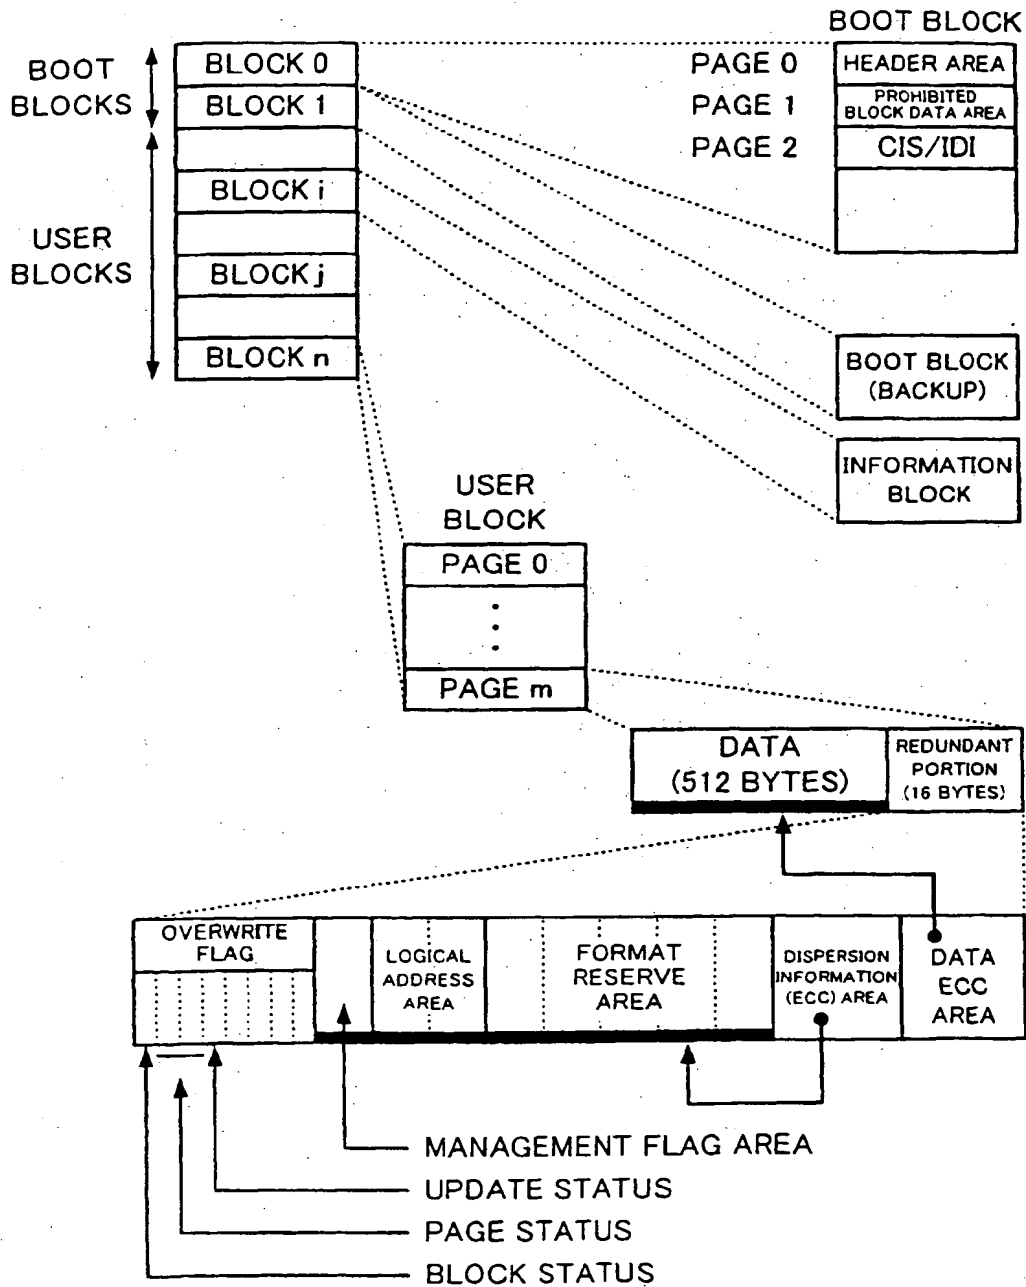 BOOT BLOCK
BOOT
BLOCKS
BLOCK 0
BLOCK 1
PAGE 0
HEADER AREA
PAGE 1
PROHIBITED
BLOCK DATA AREA
PAGE 2
CIS/IDI
USER
BLOCKS
BLOCK i
BLOCK j
BLOCK n
BOOT BLOCK
(BACKUP)
INFORMATION
BLOCK
USER
BLOCK
PAGE 0
PAGE m
DATA
(512 BYTES)
REDUNDANT
PORTION
(16 BYTES)
OVERWRITE
FLAG
LOGICAL
ADDRESS
AREA
FORMAT
RESERVE
AREA
DISPERSION
INFORMATION
(ECC) AREA
DATA
ECC
AREA
MANAGEMENT FLAG AREA
UPDATE STATUS
PAGE STATUS
BLOCK STATUS